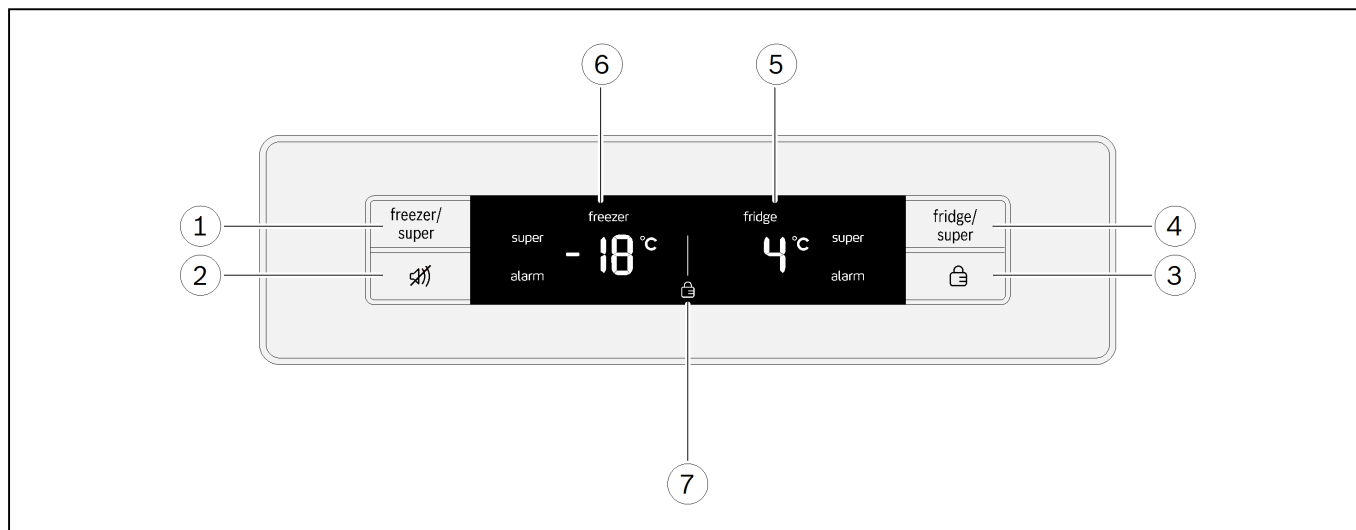 6 5
1 freezer/
super
freezer
fridge
fridge/
super 4
super - 18 °C 4 °C super
2 alarm alarm 3
7